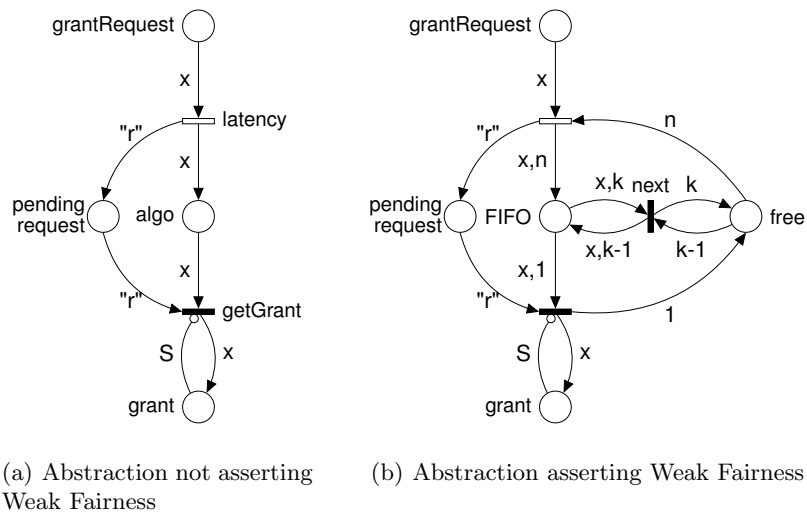 grantRequest
x
"r"
latency
x
pending
request
algo
x
"r"
getGrant
S
x
grant
(a) Abstraction not asserting
Weak Fairness
grantRequest
x
"r"
n
x,n
x,k
next
k
pending
request
FIFO
free
x,k-1
k-1
x,1
"r"
1
S
x
grant
(b) Abstraction asserting Weak Fairness